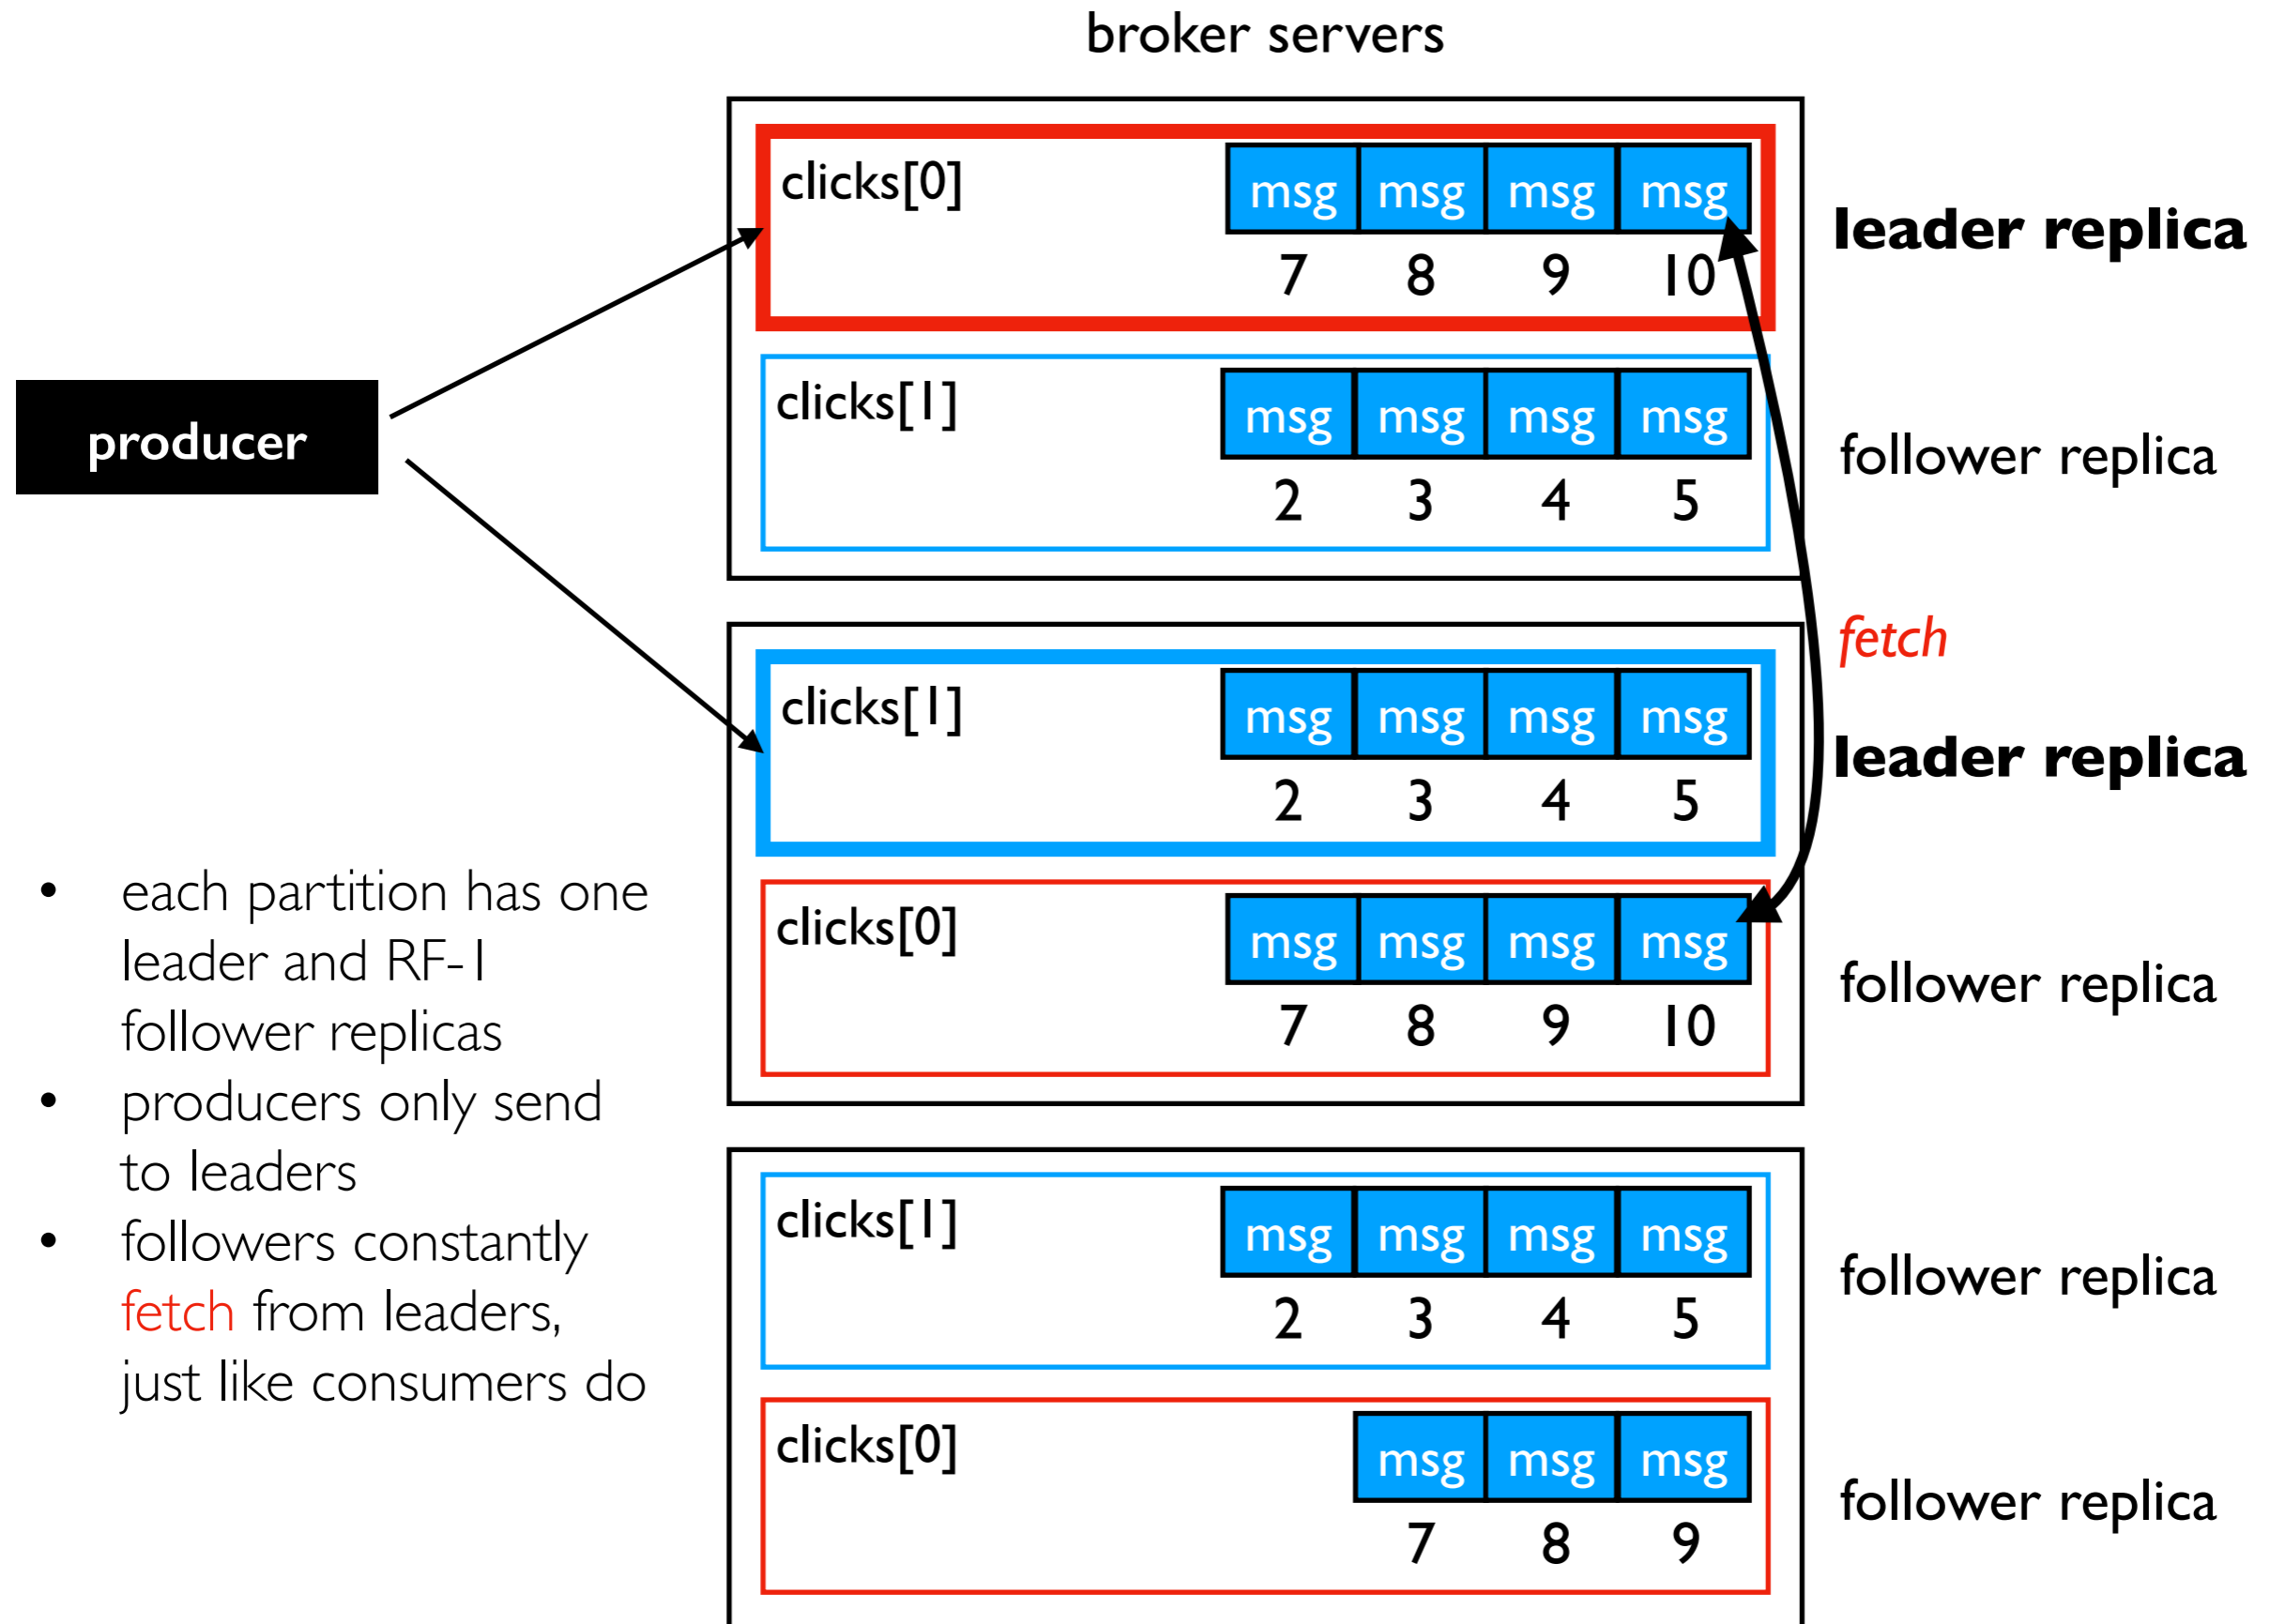 broker servers
clicks[0]
msg msg msg msg
7 8 9 10
leader replica
clicks[1]
msg msg msg msg
2 3 4 5
follower replica
producer
fetch
clicks[1]
msg msg msg msg
2 3 4 5
leader replica
clicks[0]
msg msg msg msg
7 8 9 10
follower replica
• each partition has one
leader and RF-1
follower replicas
• producers only send
to leaders
• followers constantly
fetch from leaders,
just like consumers do
clicks[1]
msg msg msg msg
2 3 4 5
follower replica
clicks[0]
msg msg msg
7 8 9
follower replica